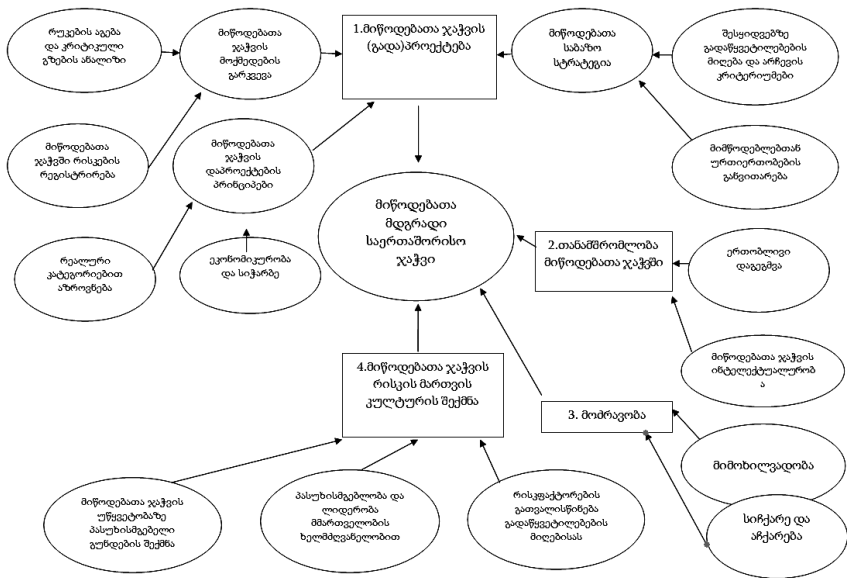 რუკების აგება
და კრიტიკული
გზების ანალიზი
მიწოდებათა
ჯაჭვის
მოქმედების
გარკვევა
1.მიწოდებათა ჯაჭვის
(გადა)პროექტება
მიწოდებათა
საბაზო
სტრატეგია
შესყიდვებზე
გადაწყვეტილებების
მიღება და არჩევის
კრიტერიუმები
მიწოდებათა
ჯაჭვში რისკების
რეგისტრირება
მიწოდებათა
ჯაჭვის
დაპროექტების
პრინციპები
მიმწოდებლებთან
ურთიერთობების
განვითარება
მიწოდებათა
მდგრადი
საერთაშორისო
ჯაჭვი
რეალური
კატეგორიებით
აზროვნება
ეკონომიკურობა
და სიჭარბე
2.თანამშრომლობა
მიწოდებათა ჯაჭვში
ერთობლივი
დაგეგმვა
მიწოდებათა ჯაჭვის
ინტელექტუალურობ
ა
4.მიწოდებათა ჯაჭვის
რისკის მართვის
კულტურის შექმნა
3. მოძრავობა
მიმოხილვადობა
სიჩქარე და
აჩქარება
მიწოდებათა ჯაჭვის
უწყვეტობაზე
პასუხისმგებელი
გუნდების შექმნა
პასუხისმგებლობა და
ლიდერობა
მმართველობის
ხელმძღვანელობით
რისკფაქტორების
გათვალისწინება
გადაწყვეტილებების
მიღებისას